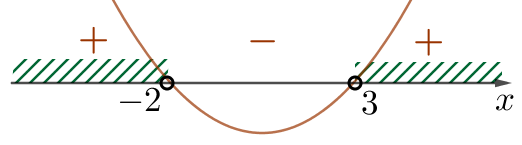 + − +
−2 3 x